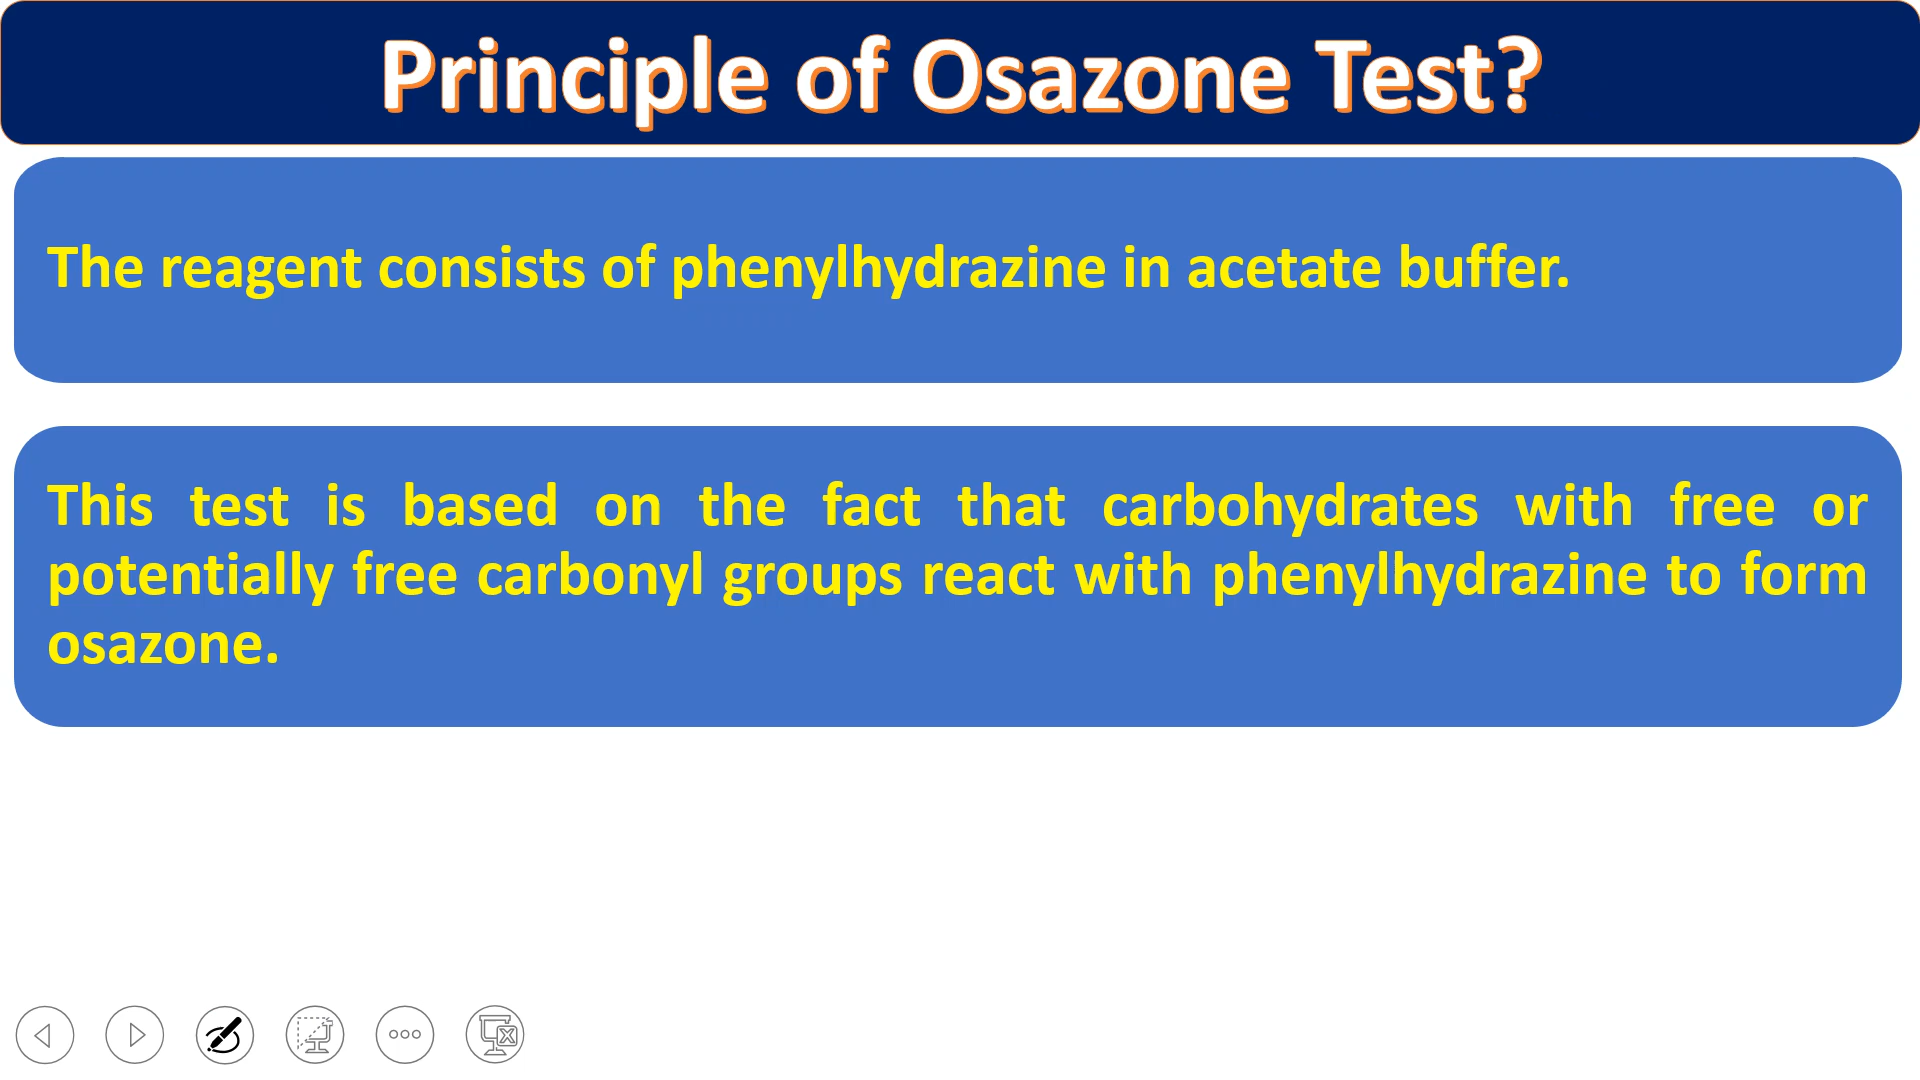 Principle of Osazone Test?
The reagent consists of phenylhydrazine in acetate buffer.
This test is based on the fact that carbohydrates with free or
potentially free carbonyl groups react with phenylhydrazine to form
osazone.